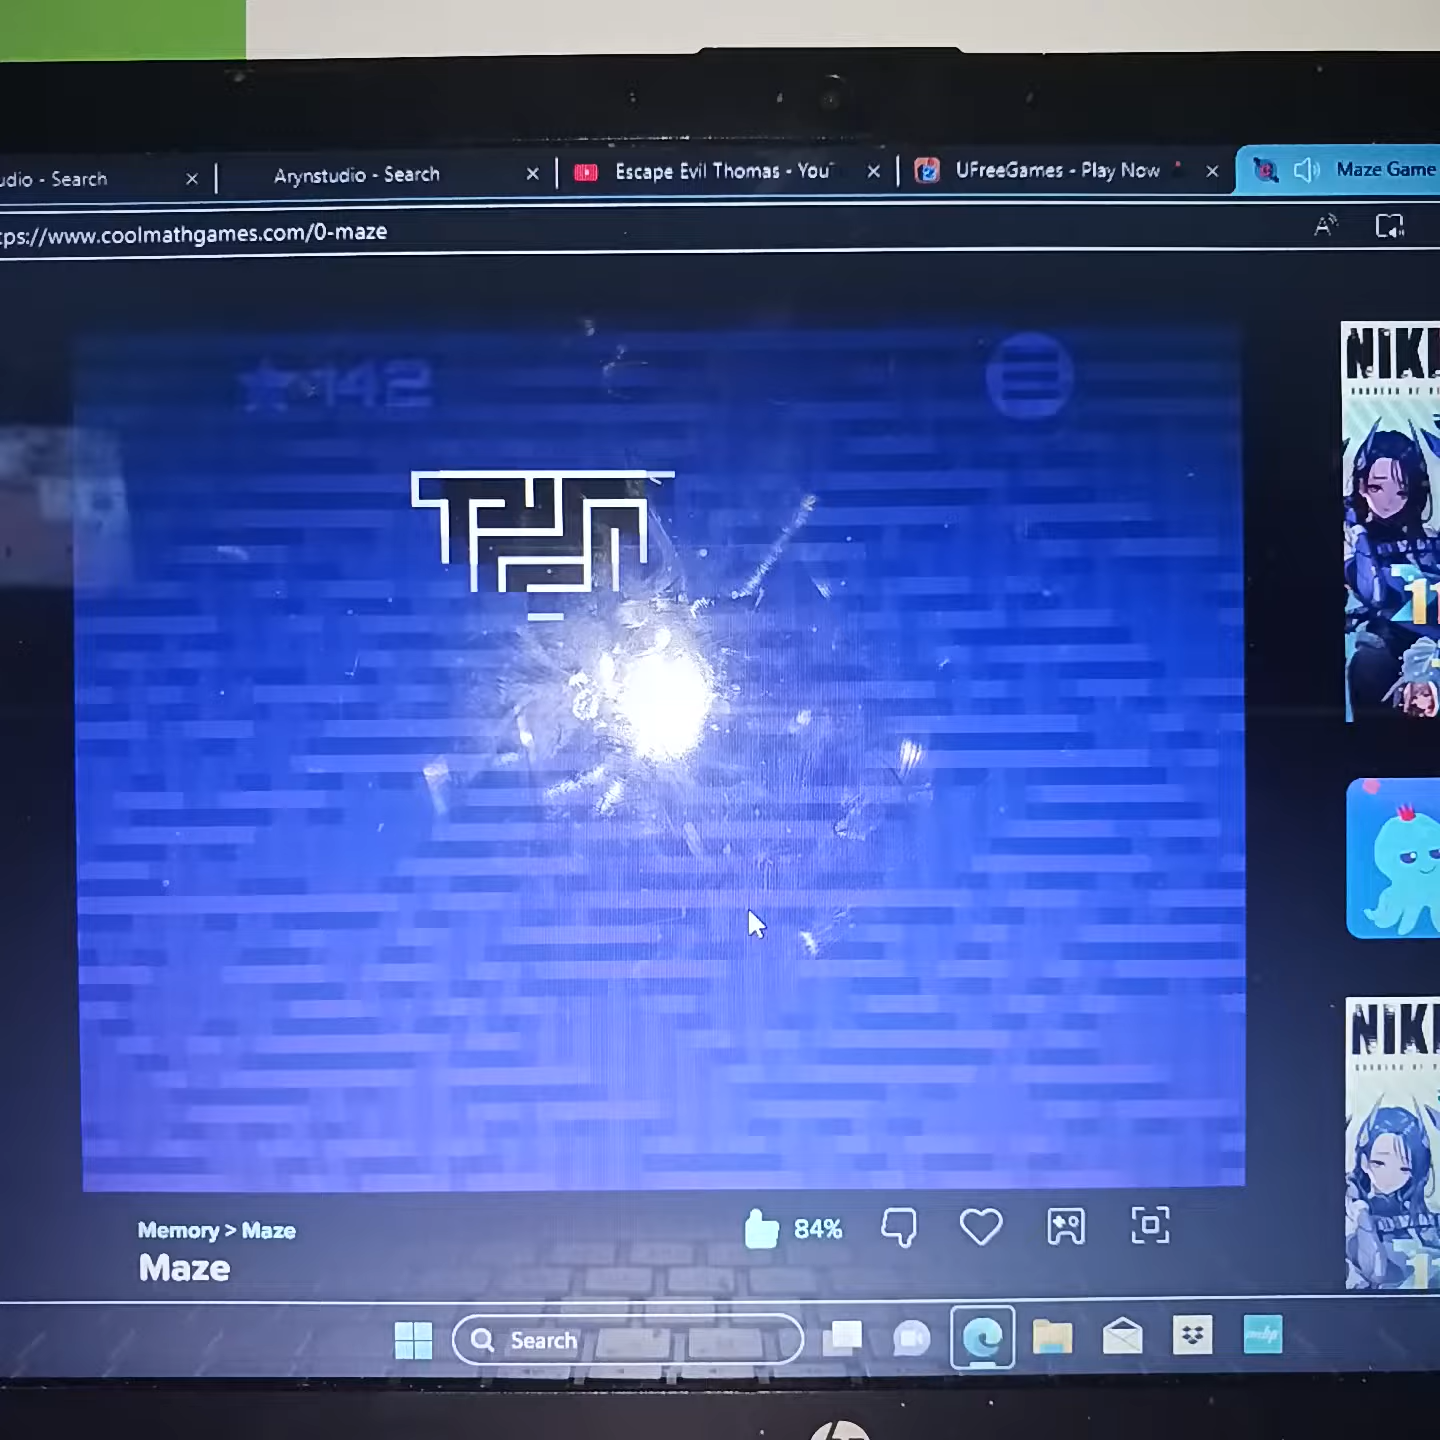 udio - Search
Arynstudio - Search
Escape Evil Thomas - You
UFreeGames - Play Now
Maze Game
tps://www.coolmathgames.com/0-maze
142
NIK
Memory > Maze
84%
Maze
NIK
Search